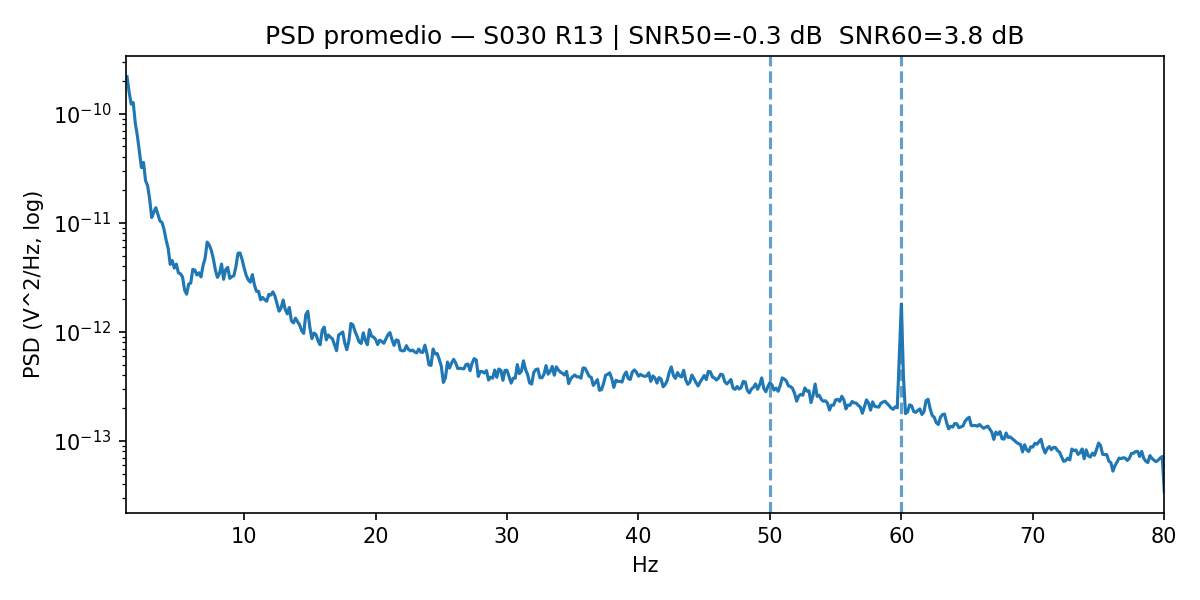 PSD promedio — S030 R13 | SNR50=-0.3 dB  SNR60=3.8 dB
PSD (V^2/Hz, log)
10⁻¹⁰
10⁻¹¹
10⁻¹²
10⁻¹³
10 20 30 40 50 60 70 80
Hz